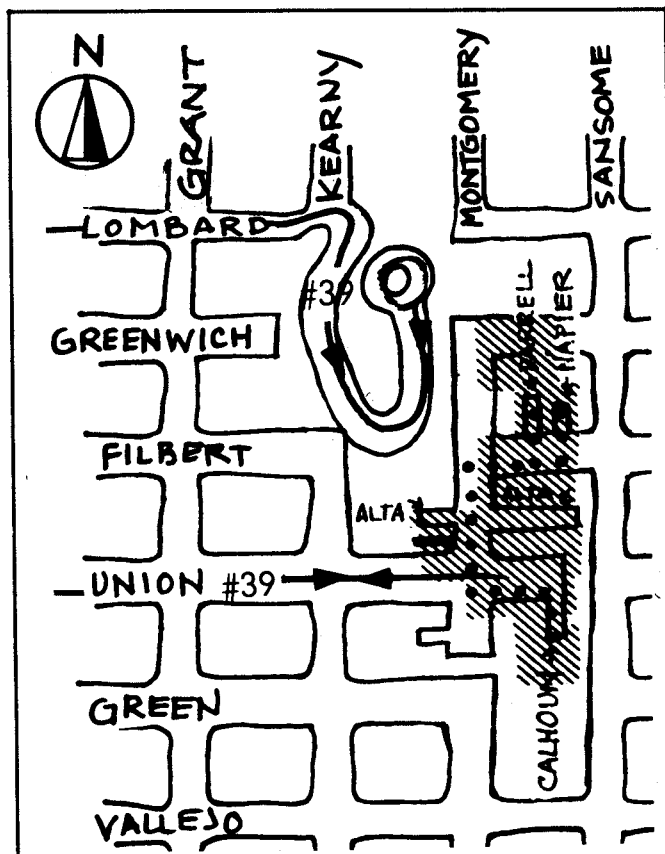 N
GRANT
KEARNY
MONTGOMERY
SANSOME
LOMBARD
#39
NAPIER
GREENWICH
FILBERT
ALTA
UNION #39
GREEN
CALHOUN
VALLEJO